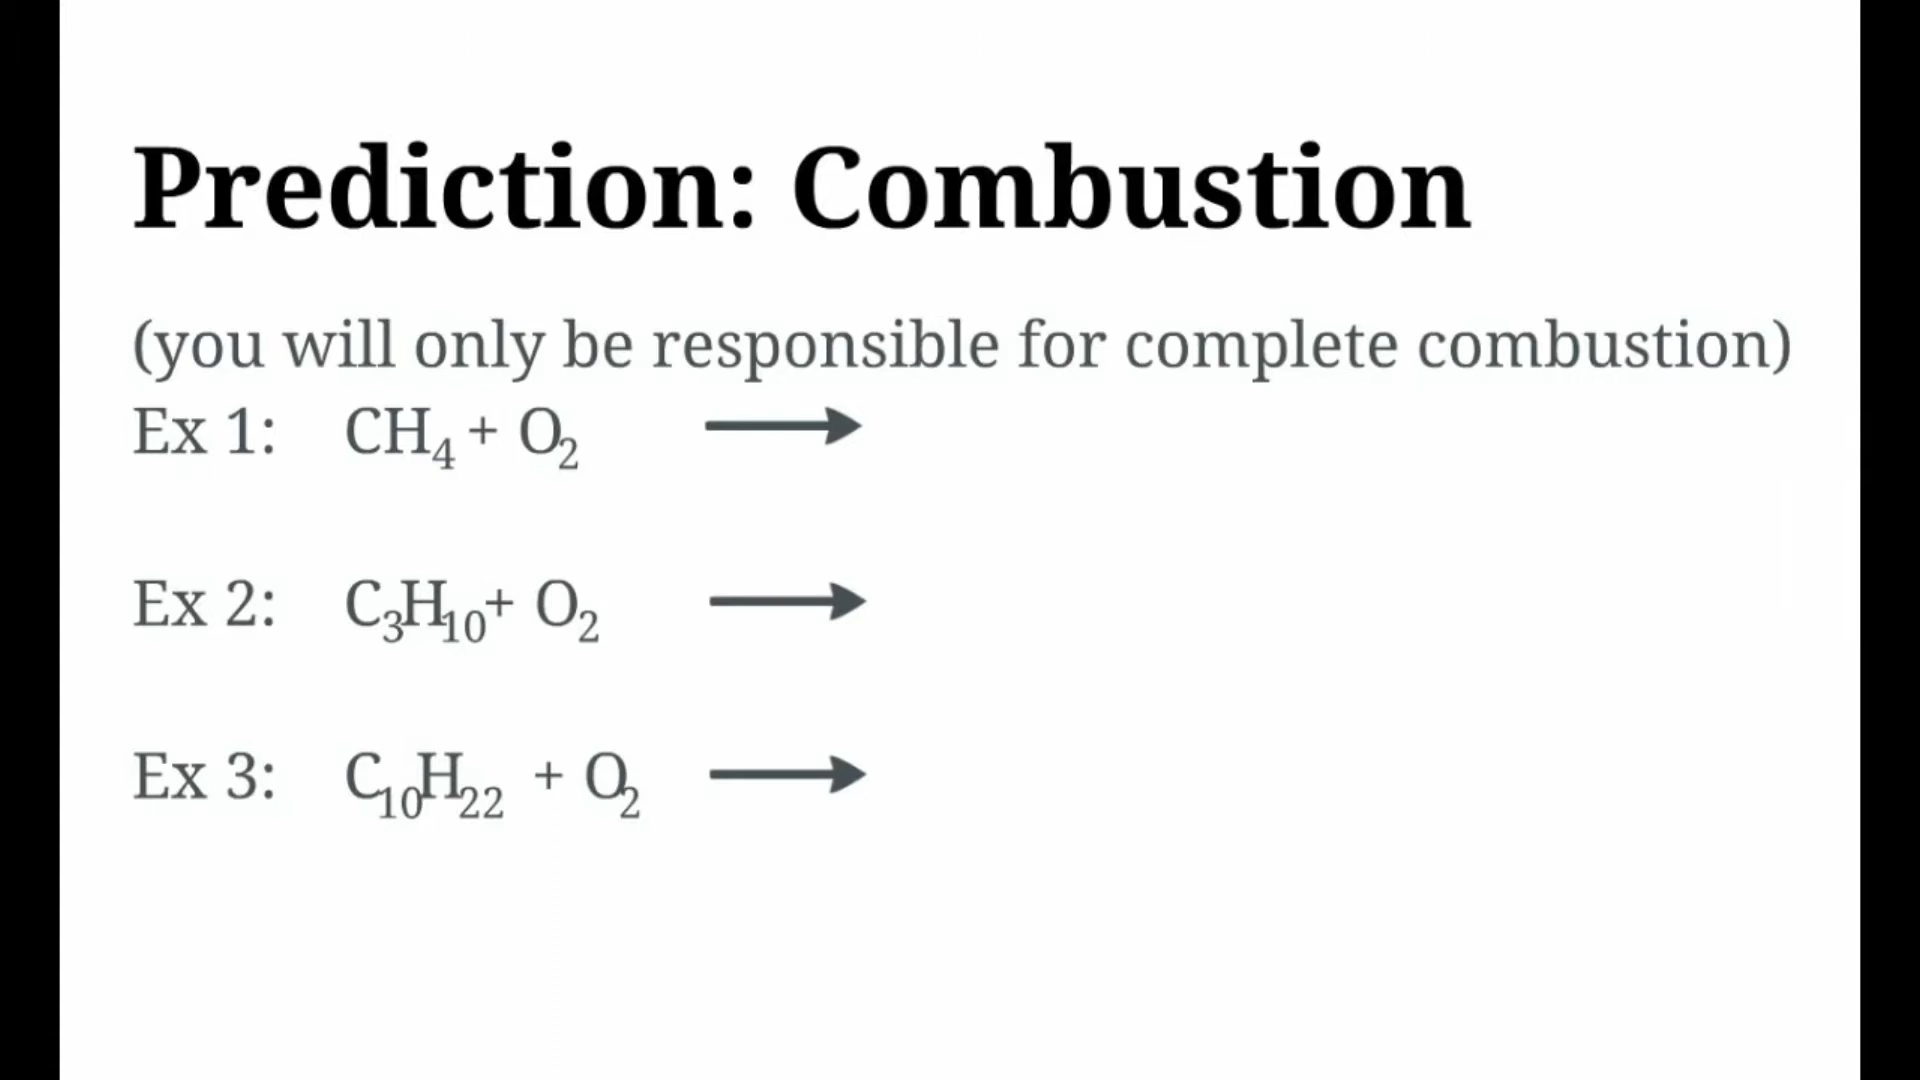 Prediction: Combustion
(you will only be responsible for complete combustion)
Ex 1: CH₄ + O₂ ⟶
Ex 2: C₃H₁₀+ O₂ ⟶
Ex 3: C₁₀H₂₂ + O₂ ⟶